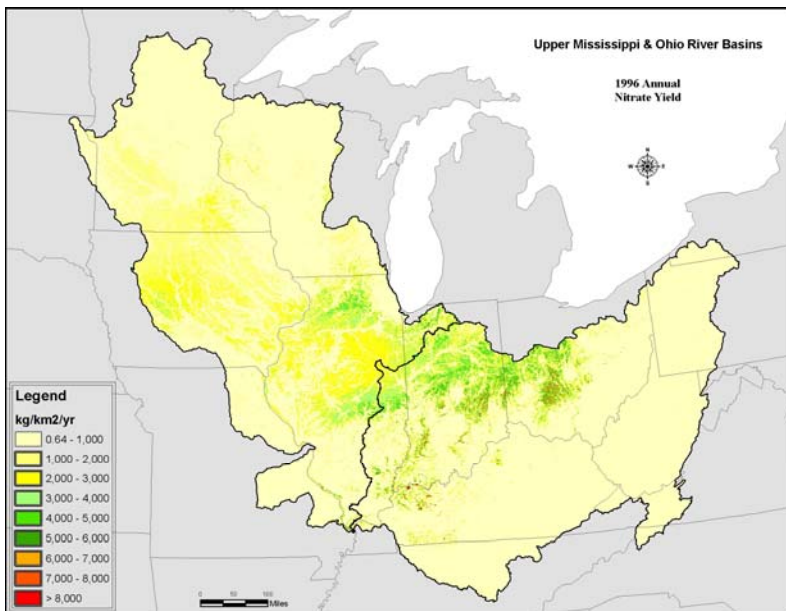 Upper Mississippi & Ohio River Basins
1996 Annual
Nitrate Yield
N
W E
S
Legend
kg/km2/yr
0.64 - 1,000
1,000 - 2,000
2,000 - 3,000
3,000 - 4,000
4,000 - 5,000
5,000 - 6,000
6,000 - 7,000
7,000 - 8,000
> 8,000
Miles